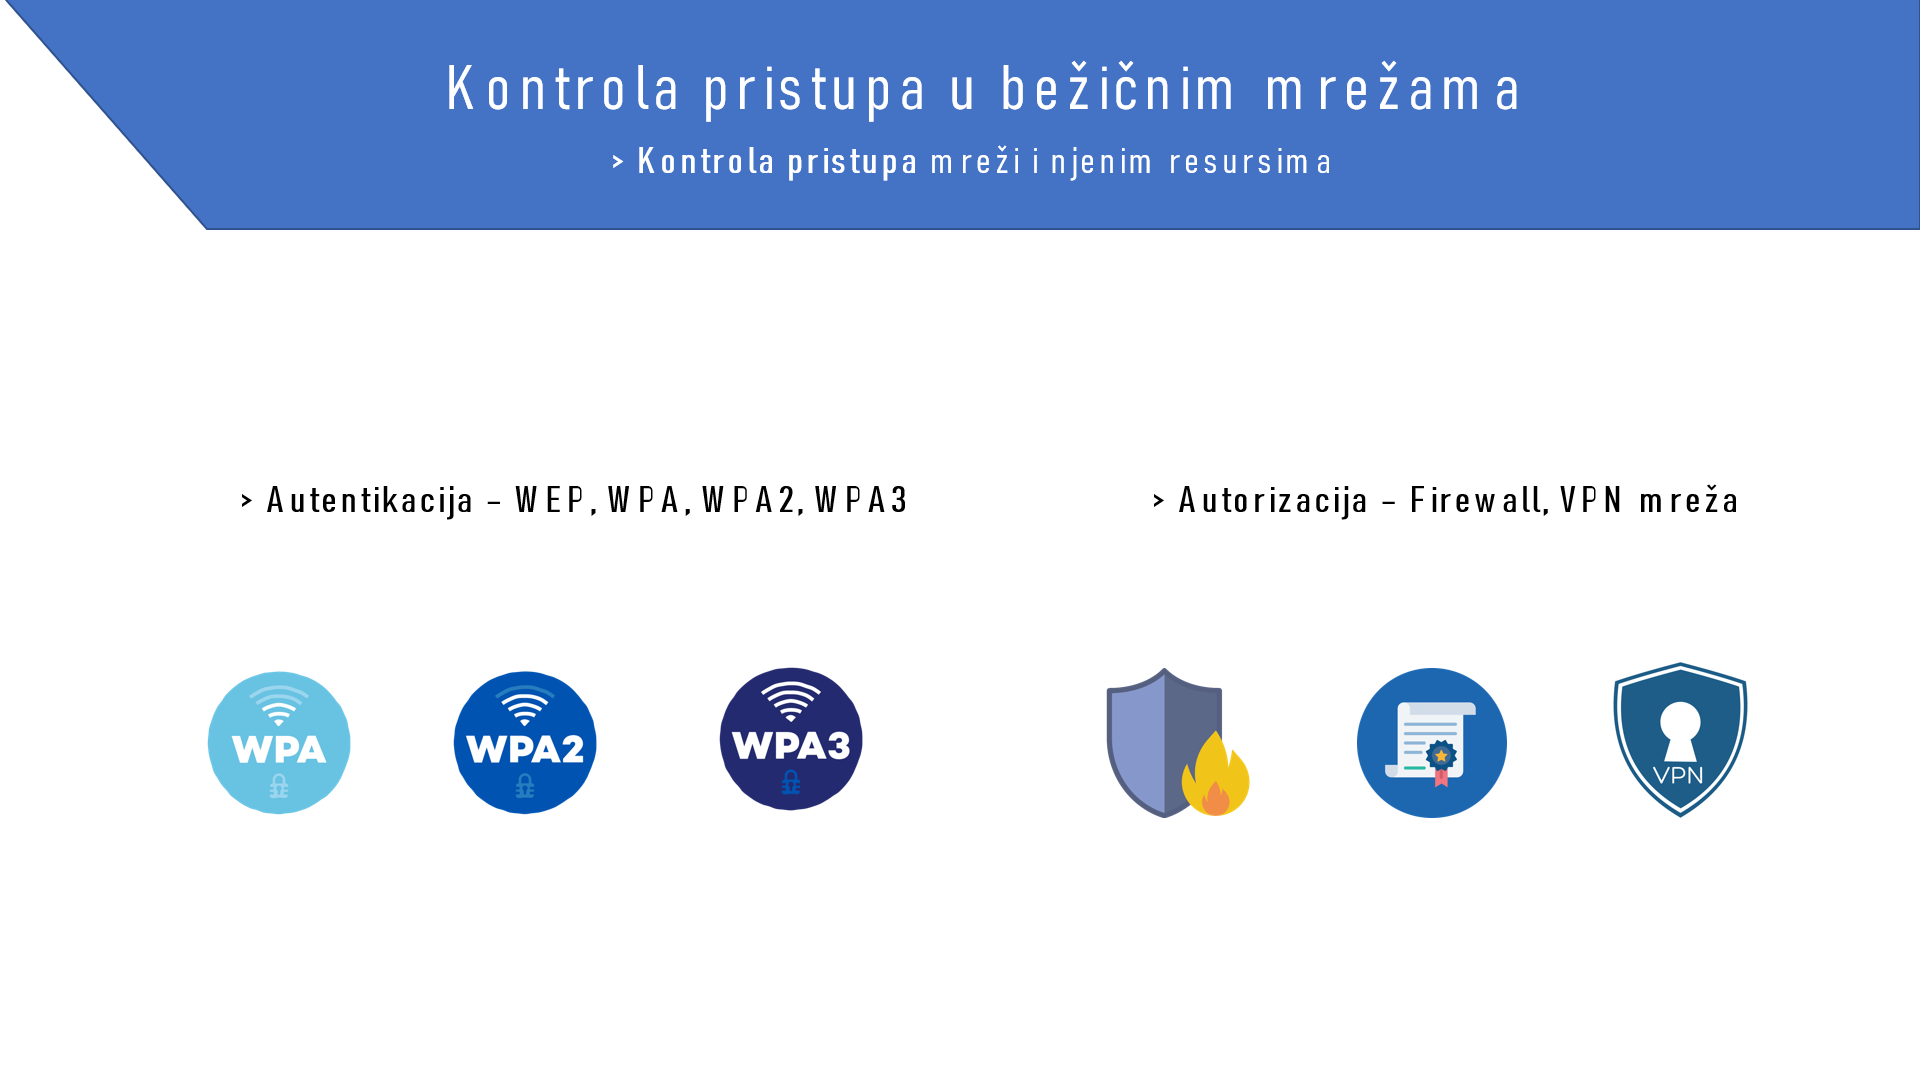 Kontrola pristupa u bežičnim mrežama
> Kontrola pristupa mreži i njenim resursima
> Autentikacija – WEP, WPA, WPA2, WPA3
> Autorizacija – Firewall, VPN mreža
WPA
WPA2
WPA3
VPN